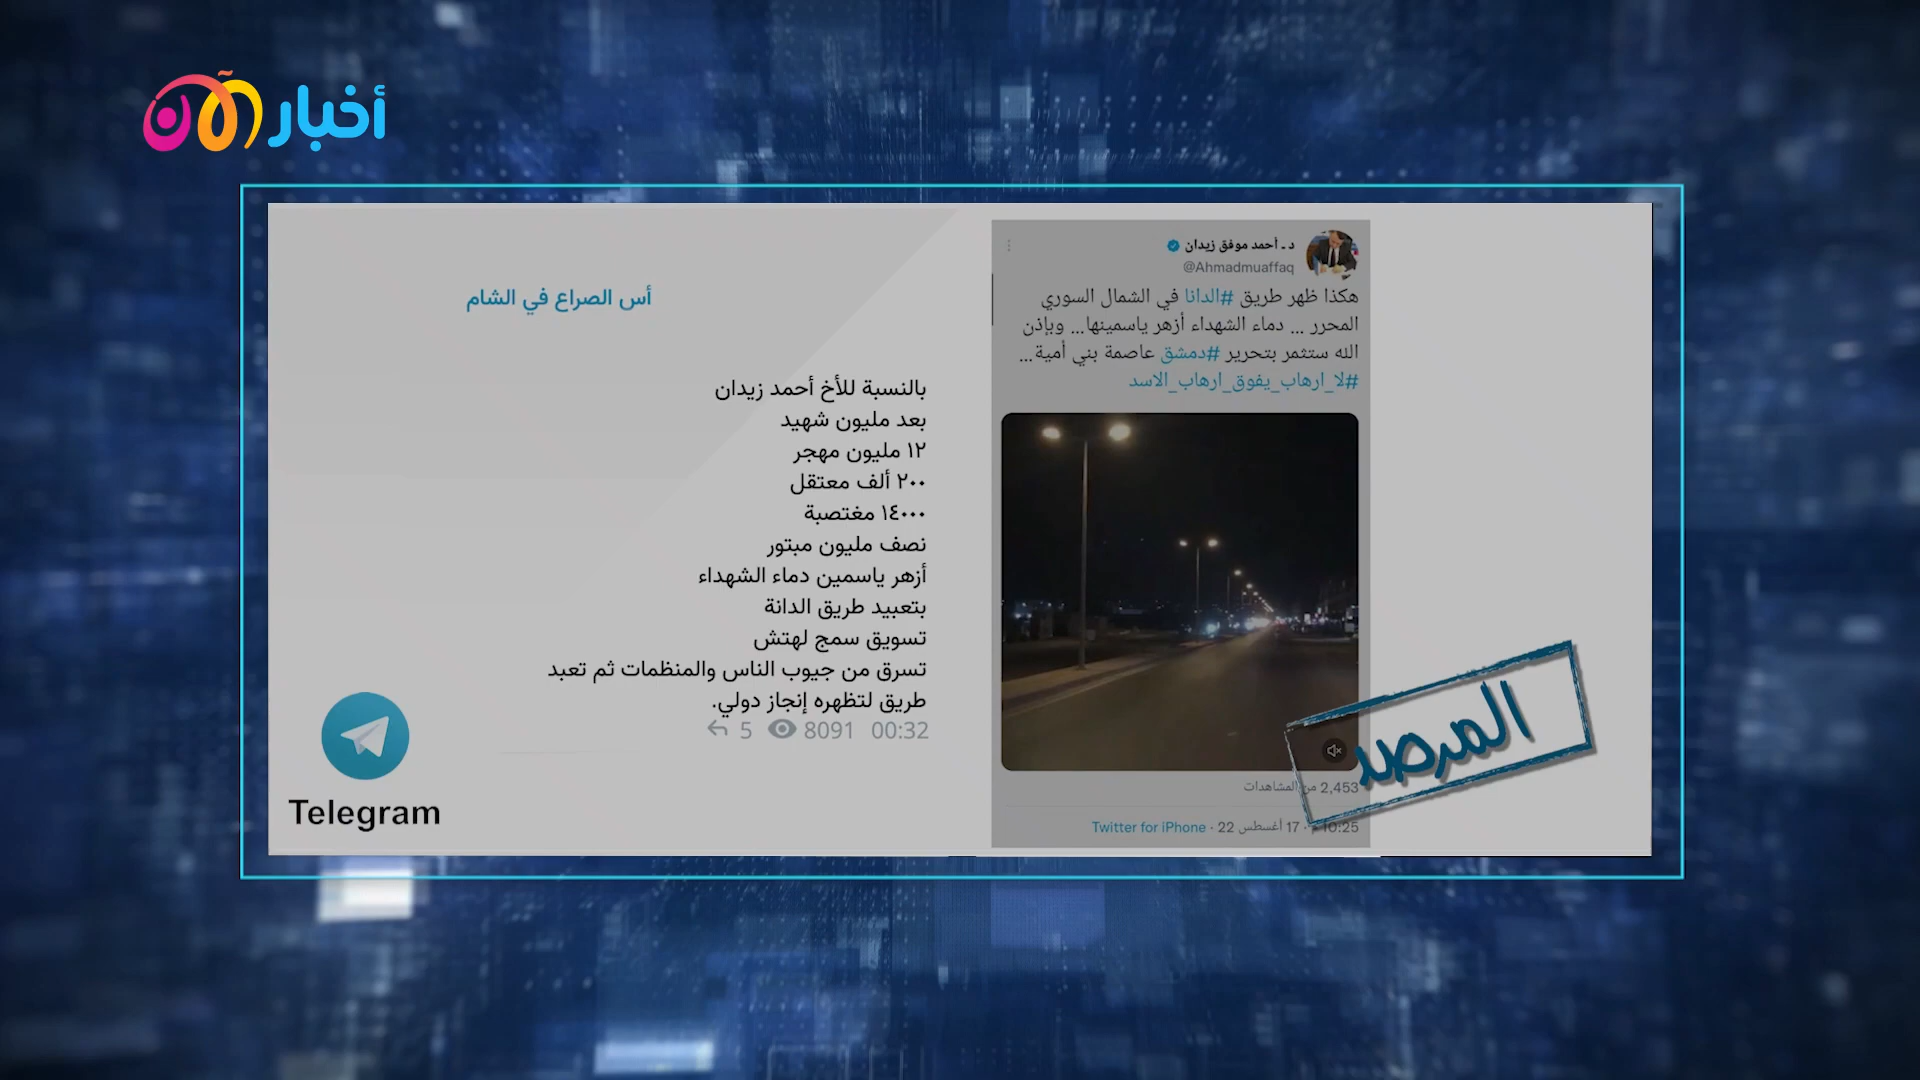 أخبار الآن
د. أحمد موفق زيدان
@Ahmadmuaffaq
هكذا ظهر طريق #الدانا في الشمال السوري
المحرر ... دماء الشهداء أزهر ياسمينها... وبإذن
الله ستثمر بتحرير #دمشق عاصمة بني أمية...
#لا_ارهاب_يفوق_ارهاب_الاسد
2,453 من المشاهدات
10:25 م · 17 أغسطس 22 · Twitter for iPhone
المرصد
أس الصراع في الشام
بالنسبة للأخ أحمد زيدان
بعد مليون شهيد
١٢ مليون مهجر
٢٠٠ ألف معتقل
١٤٠٠٠ مغتصبة
نصف مليون مبتور
أزهر ياسمين دماء الشهداء
بتعبيد طريق الدانة
تسويق سمج لهتش
تسرق من جيوب الناس والمنظمات ثم تعبد
طريق لتظهره إنجاز دولي.
5 8091 00:32
Telegram